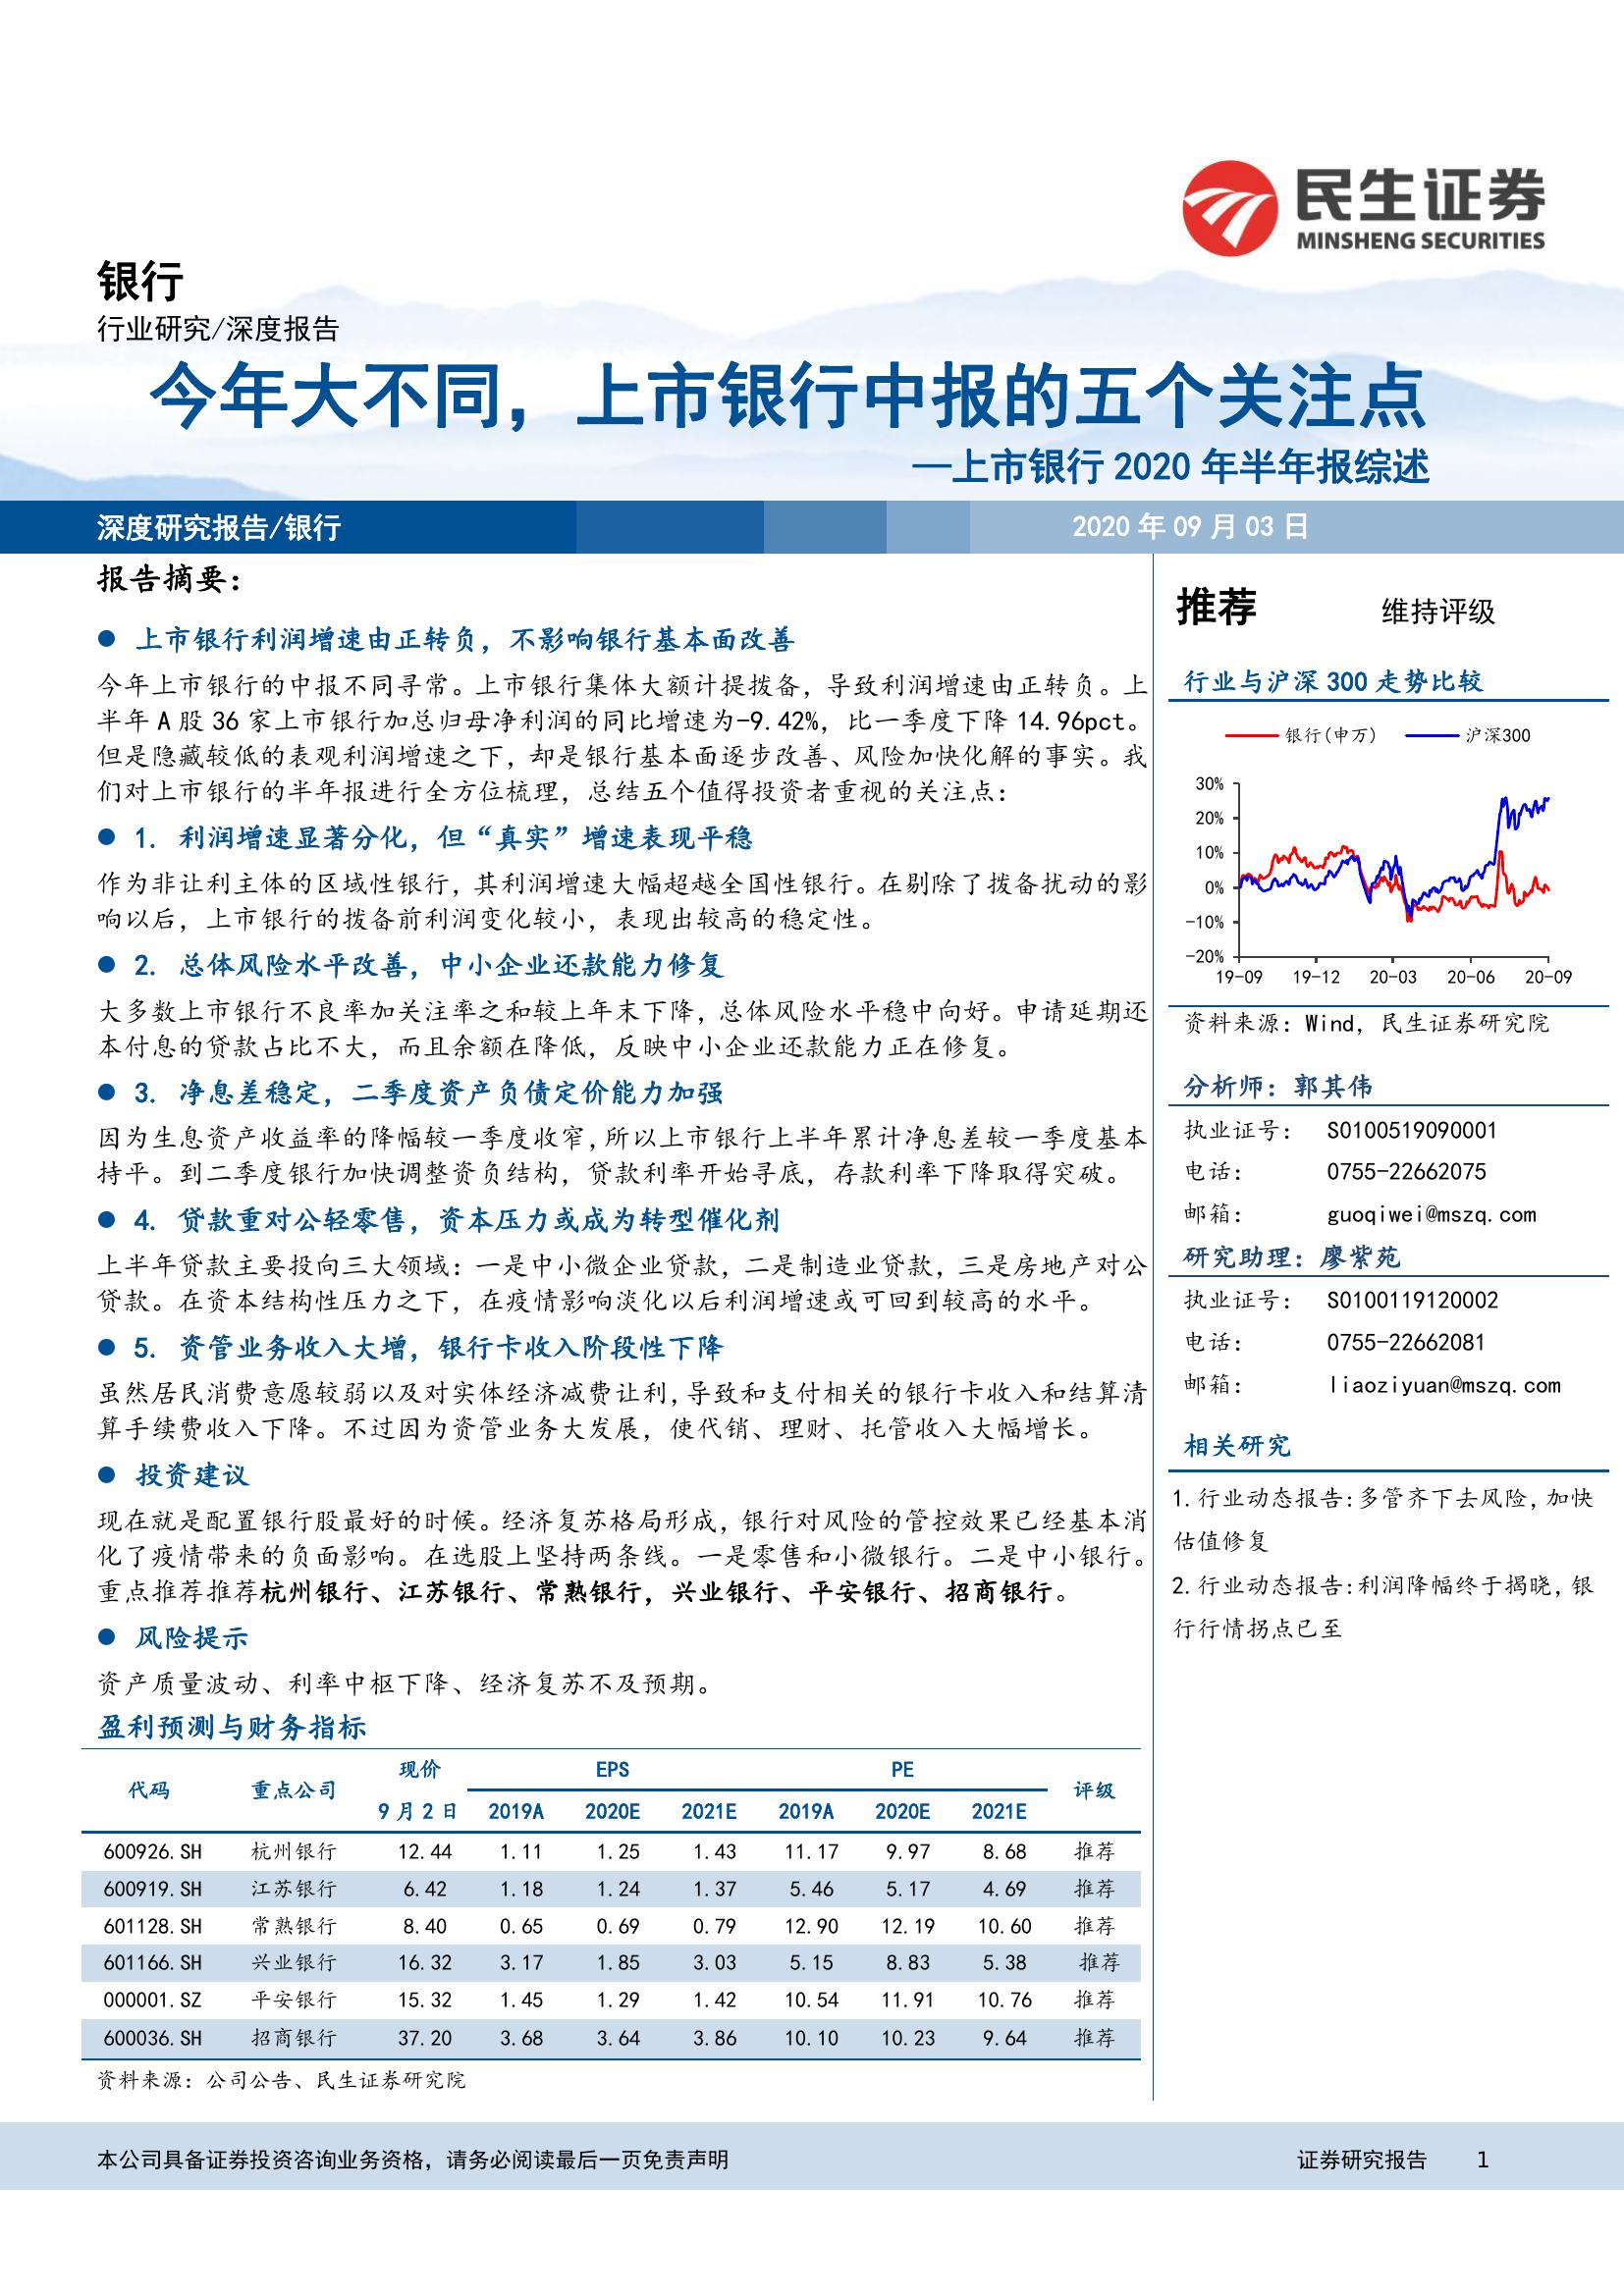 民生证券
MINSHENG SECURITIES
银行
行业研究/深度报告
今年大不同，上市银行中报的五个关注点
—上市银行 2020 年半年报综述
深度研究报告/银行
2020 年 09 月 03 日
报告摘要：
● 上市银行利润增速由正转负，不影响银行基本面改善
今年上市银行的中报不同寻常。上市银行集体大额计提拨备，导致利润增速由正转负。上
半年 A 股 36 家上市银行加总归母净利润的同比增速为-9.42%，比一季度下降 14.96pct。
但是隐藏较低的表观利润增速之下，却是银行基本面逐步改善、风险加快化解的事实。我
们对上市银行的半年报进行全方位梳理，总结五个值得投资者重视的关注点：
● 1. 利润增速显著分化，但“真实”增速表现平稳
作为非让利主体的区域性银行，其利润增速大幅超越全国性银行。在剔除了拨备扰动的影
响以后，上市银行的拨备前利润变化较小，表现出较高的稳定性。
● 2. 总体风险水平改善，中小企业还款能力修复
大多数上市银行不良率加关注率之和较上年末下降，总体风险水平稳中向好。申请延期还
本付息的贷款占比不大，而且余额在降低，反映中小企业还款能力正在修复。
● 3. 净息差稳定，二季度资产负债定价能力加强
因为生息资产收益率的降幅较一季度收窄，所以上市银行上半年累计净息差较一季度基本
持平。到二季度银行加快调整资负结构，贷款利率开始寻底，存款利率下降取得突破。
● 4. 贷款重对公轻零售，资本压力或成为转型催化剂
上半年贷款主要投向三大领域：一是中小微企业贷款，二是制造业贷款，三是房地产对公
贷款。在资本结构性压力之下，在疫情影响淡化以后利润增速或可回到较高的水平。
● 5. 资管业务收入大增，银行卡收入阶段性下降
虽然居民消费意愿较弱以及对实体经济减费让利，导致和支付相关的银行卡收入和结算清
算手续费收入下降。不过因为资管业务大发展，使代销、理财、托管收入大幅增长。
● 投资建议
现在就是配置银行股最好的时候。经济复苏格局形成，银行对风险的管控效果已经基本消
化了疫情带来的负面影响。在选股上坚持两条线。一是零售和小微银行。二是中小银行。
重点推荐推荐杭州银行、江苏银行、常熟银行，兴业银行、平安银行、招商银行。
● 风险提示
资产质量波动、利率中枢下降、经济复苏不及预期。
盈利预测与财务指标
代码 重点公司 现价 EPS PE 评级
9 月 2 日 2019A 2020E 2021E 2019A 2020E 2021E
600926.SH 杭州银行 12.44 1.11 1.25 1.43 11.17 9.97 8.68 推荐
600919.SH 江苏银行 6.42 1.18 1.24 1.37 5.46 5.17 4.69 推荐
601128.SH 常熟银行 8.40 0.65 0.69 0.79 12.90 12.19 10.60 推荐
601166.SH 兴业银行 16.32 3.17 1.85 3.03 5.15 8.83 5.38 推荐
000001.SZ 平安银行 15.32 1.45 1.29 1.42 10.54 11.91 10.76 推荐
600036.SH 招商银行 37.20 3.68 3.64 3.86 10.10 10.23 9.64 推荐
资料来源：公司公告、民生证券研究院
推荐 维持评级
行业与沪深 300 走势比较
银行(申万) 沪深300
30%
20%
10%
0%
-10%
-20%
19-09 19-12 20-03 20-06 20-09
资料来源：Wind，民生证券研究院
分析师：郭其伟
执业证号： S0100519090001
电话： 0755-22662075
邮箱： guoqiwei@mszq.com
研究助理：廖紫苑
执业证号： S0100119120002
电话： 0755-22662081
邮箱： liaoziyuan@mszq.com
相关研究
1.行业动态报告:多管齐下去风险,加快
估值修复
2.行业动态报告:利润降幅终于揭晓,银
行行情拐点已至
本公司具备证券投资咨询业务资格，请务必阅读最后一页免责声明
证券研究报告 1